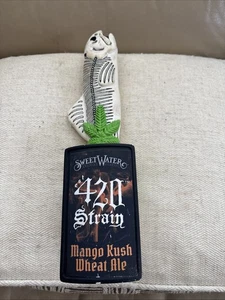 SWEETWATER
420
Strain
Mango Kush
Wheat Ale